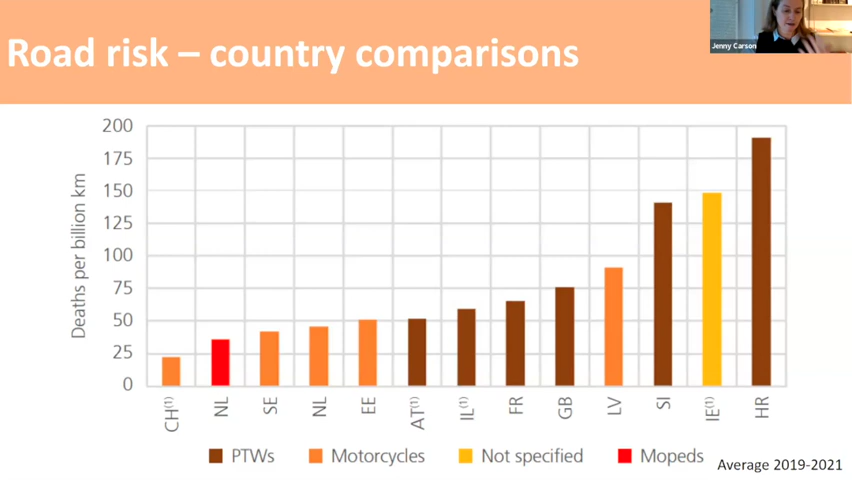 Road risk – country comparisons
Jenny Carson
Deaths per billion km
200
175
150
125
100
75
50
25
0
CH(1)
NL
SE
NL
EE
AT(1)
IL(1)
FR
GB
LV
SI
IE(1)
HR
PTWs Motorcycles Not specified Mopeds
Average 2019-2021